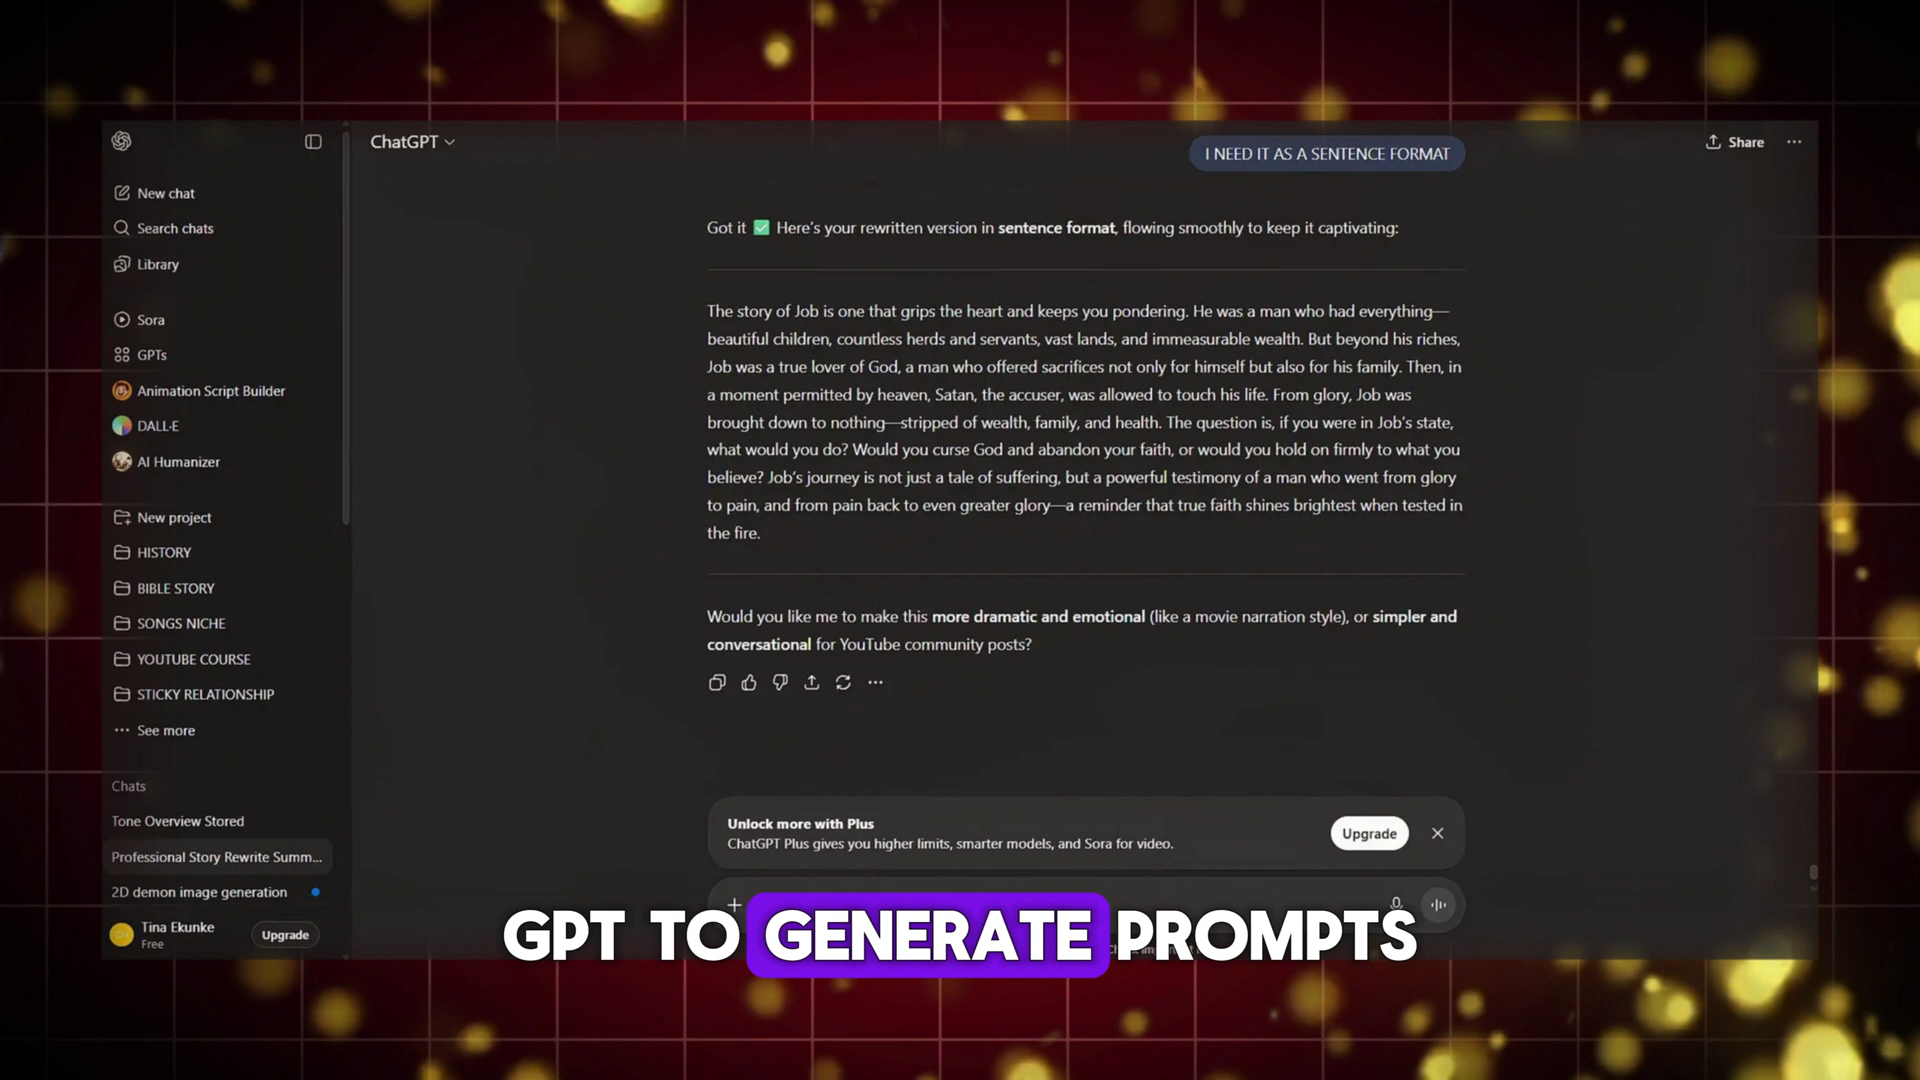 ChatGPT
I NEED IT AS A SENTENCE FORMAT
Share
New chat
Search chats
Library
Sora
GPTs
Animation Script Builder
DALL·E
AI Humanizer
New project
HISTORY
BIBLE STORY
SONGS NICHE
YOUTUBE COURSE
STICKY RELATIONSHIP
See more
Chats
Tone Overview Stored
Professional Story Rewrite Summ...
2D demon image generation
Tina Ekunke
Free
Upgrade
Got it ✅ Here's your rewritten version in sentence format, flowing smoothly to keep it captivating:
The story of Job is one that grips the heart and keeps you pondering. He was a man who had everything—
beautiful children, countless herds and servants, vast lands, and immeasurable wealth. But beyond his riches,
Job was a true lover of God, a man who offered sacrifices not only for himself but also for his family. Then, in
a moment permitted by heaven, Satan, the accuser, was allowed to touch his life. From glory, Job was
brought down to nothing—stripped of wealth, family, and health. The question is, if you were in Job's state,
what would you do? Would you curse God and abandon your faith, or would you hold on firmly to what you
believe? Job's journey is not just a tale of suffering, but a powerful testimony of a man who went from glory
to pain, and from pain back to even greater glory—a reminder that true faith shines brightest when tested in
the fire.
Would you like me to make this more dramatic and emotional (like a movie narration style), or simpler and
conversational for YouTube community posts?
Unlock more with Plus
ChatGPT Plus gives you higher limits, smarter models, and Sora for video.
Upgrade
GPT TO GENERATE PROMPTS